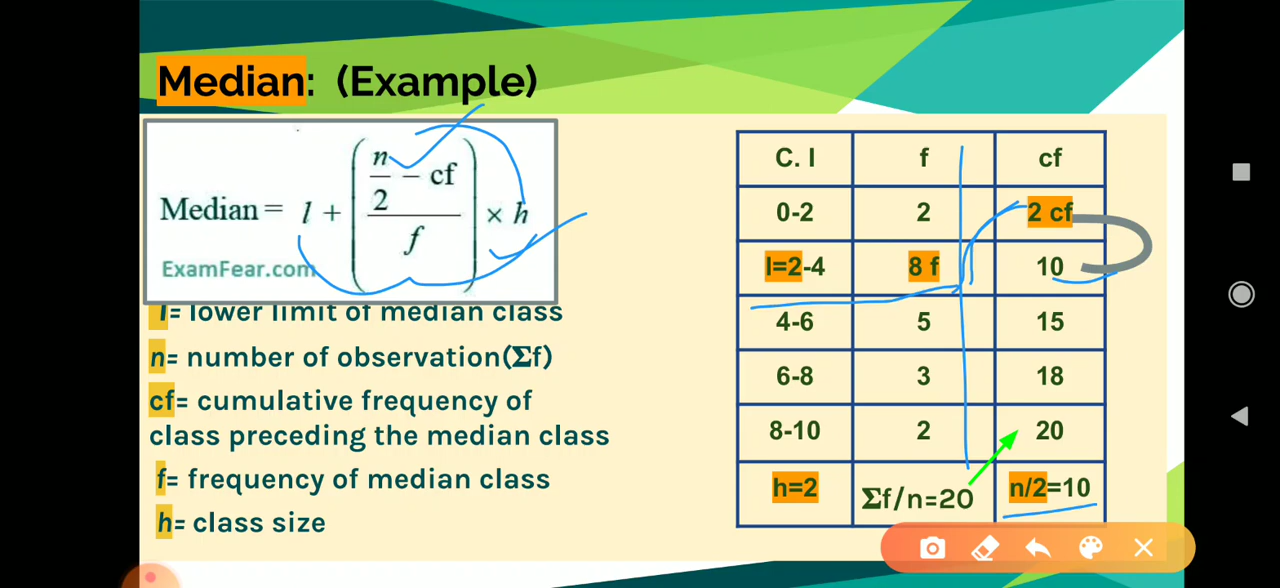 Median: (Example)
Median = l + ( n/2 − cf / f ) × h
ExamFear.com
l= lower limit of median class
n= number of observation(Σf)
cf= cumulative frequency of
class preceding the median class
f= frequency of median class
h= class size
C. I f cf
0-2 2 2 cf
l=2-4 8 f 10
4-6 5 15
6-8 3 18
8-10 2 20
h=2 Σf/n=20 n/2=10